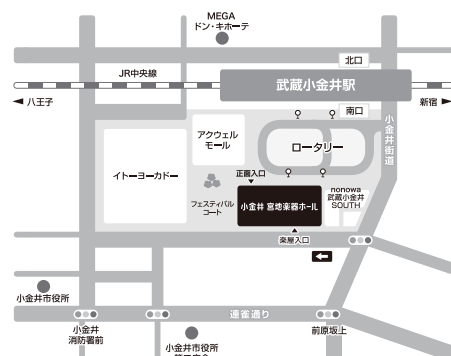 MEGA
ドン・キホーテ
北口
JR中央線
武蔵小金井駅
八王子
新宿
南口
小金井街道
アクウェル
モール
ロータリー
イトーヨーカドー
正面入口
nonowa
武蔵小金井
SOUTH
フェスティバル
コート
小金井 宮地楽器ホール
楽屋入口
小金井市役所
連雀通り
小金井
消防署前
前原坂上
小金井市役所